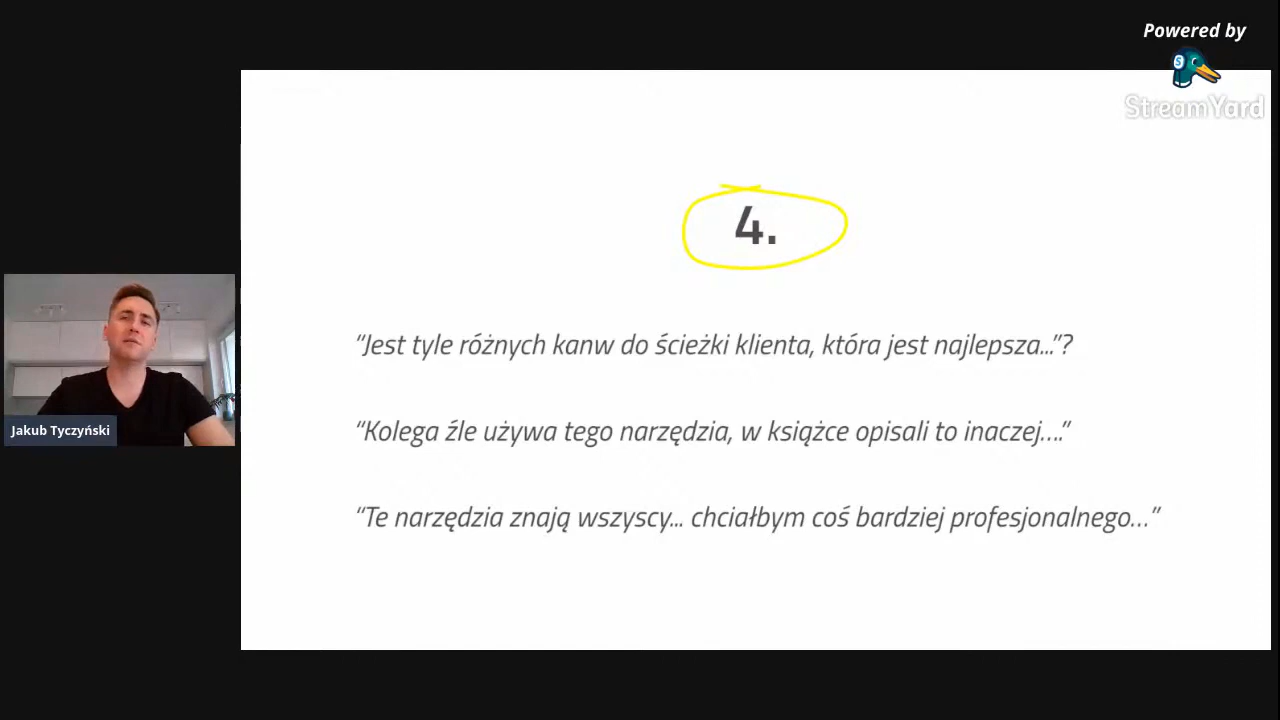 Powered by
StreamYard
4.
“Jest tyle różnych kanw do ścieżki klienta, która jest najlepsza...”?
“Kolega źle używa tego narzędzia, w książce opisali to inaczej….”
“Te narzędzia znają wszyscy... chciałbym coś bardziej profesjonalnego…”
Jakub Tyczyński